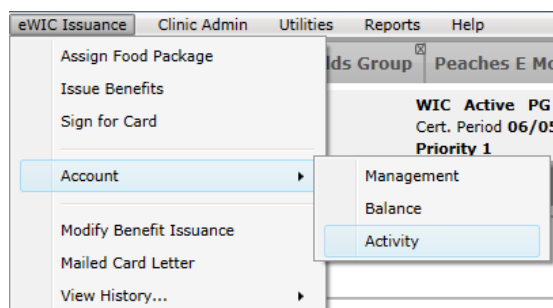 eWIC Issuance Clinic Admin Utilities Reports Help
Assign Food Package
Issue Benefits
Sign for Card
Account
Modify Benefit Issuance
Mailed Card Letter
View History...
Management
Balance
Activity
lds Group Peaches E Mo
WIC Active PG
Cert. Period 06/05
Priority 1